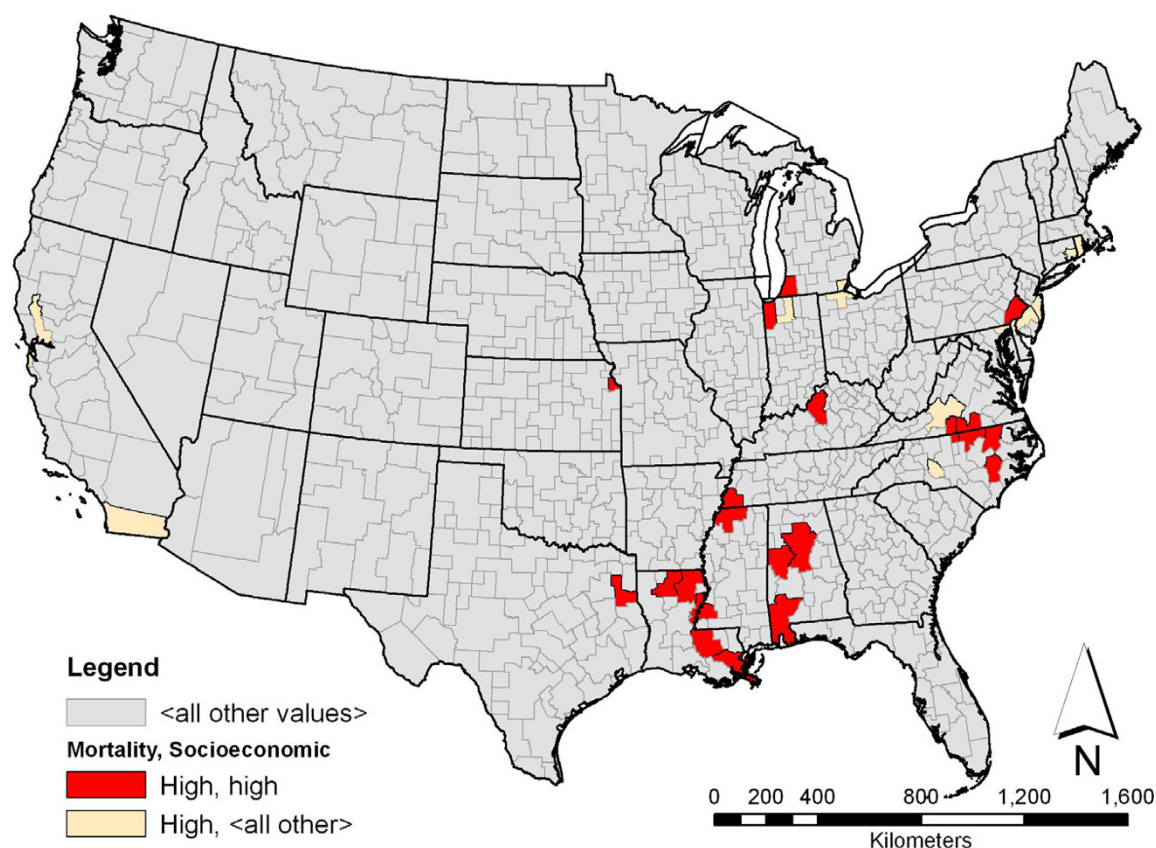 Legend
<all other values>
Mortality, Socioeconomic
High, high
High, <all other>
N
0 200 400 800 1,200 1,600
Kilometers